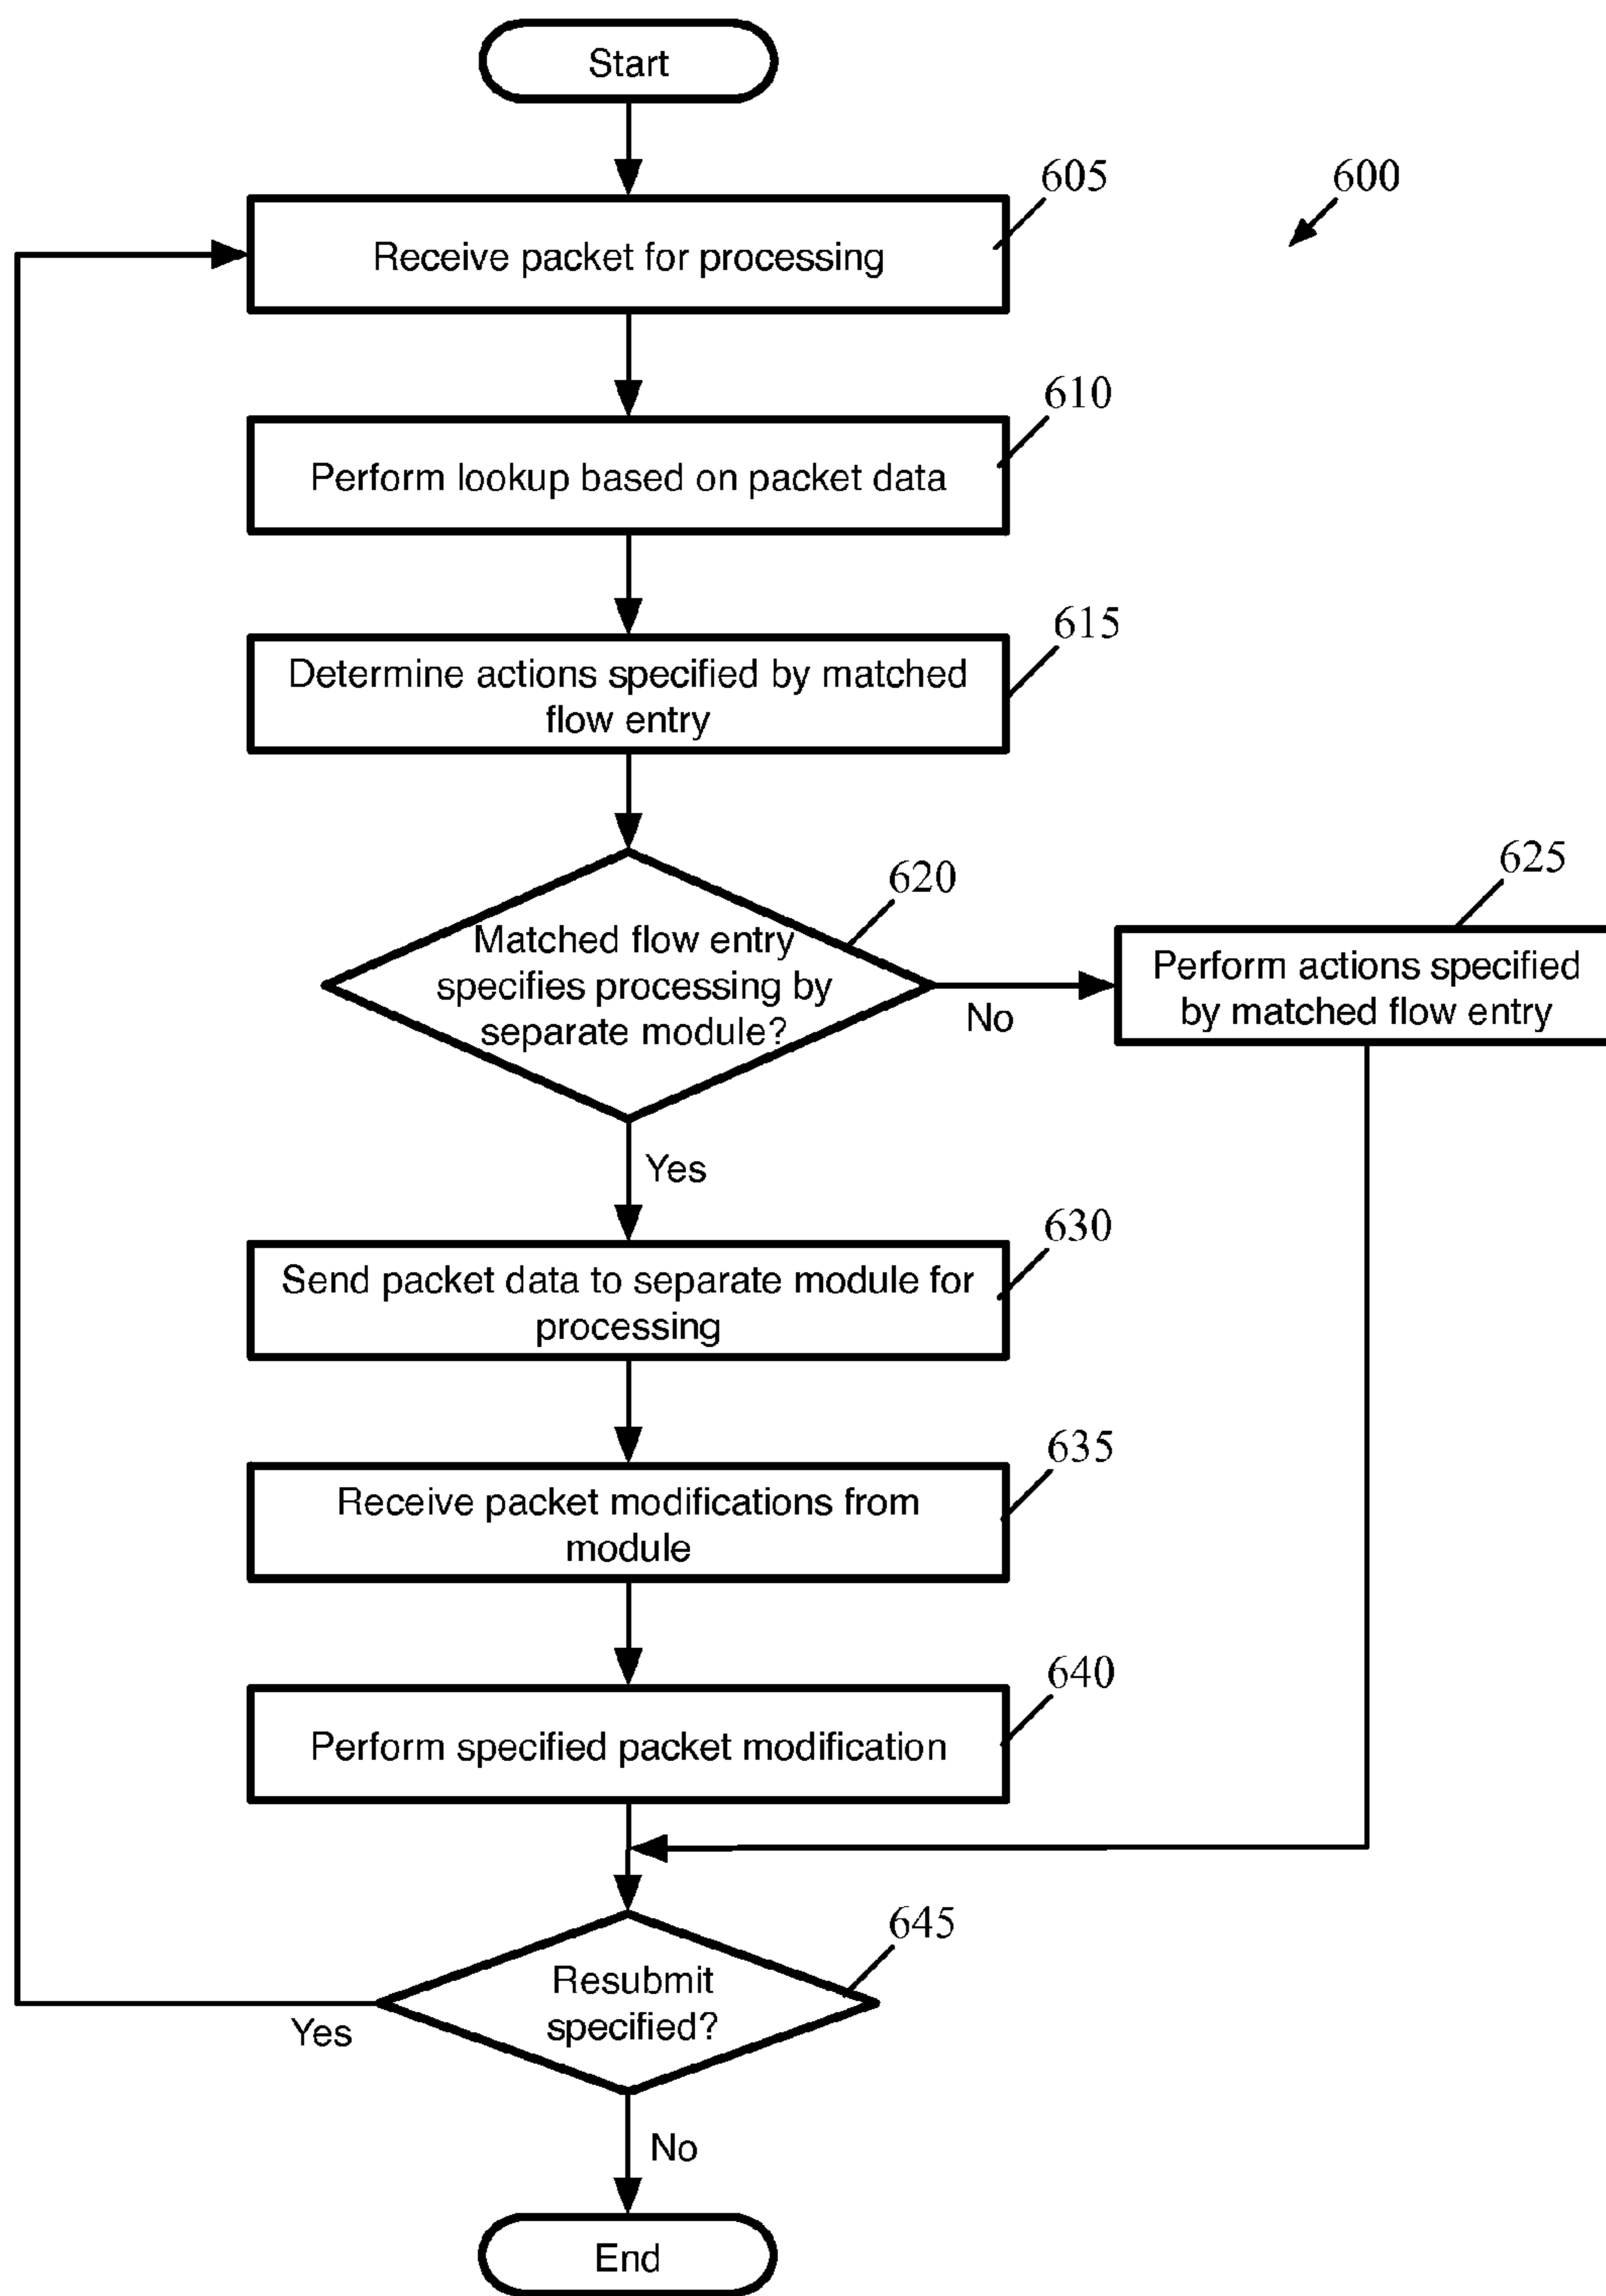 Start
605
600
Receive packet for processing
610
Perform lookup based on packet data
615
Determine actions specified by matched
flow entry
620
625
Matched flow entry
specifies processing by
separate module?
No
Perform actions specified
by matched flow entry
Yes
630
Send packet data to separate module for
processing
635
Receive packet modifications from
module
640
Perform specified packet modification
645
Resubmit
specified?
Yes
No
End